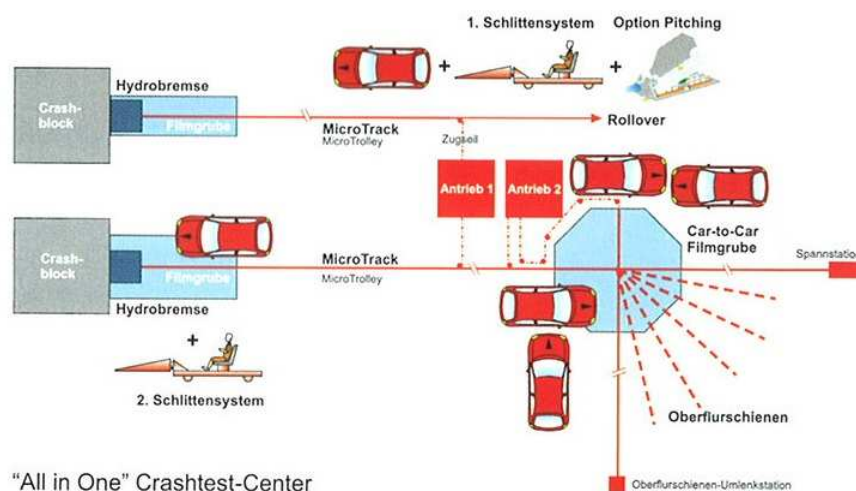 1. Schlittensystem
Option Pitching
Hydrobremse
Crash-
block
Filmgrube
Rollover
MicroTrack
MicroTrolley
Zugseil
Antrieb 1
Antrieb 2
Car-to-Car
Filmgrube
Spannstation
Crash-
block
Filmgrube
MicroTrack
MicroTrolley
Hydrobremse
2. Schlittensystem
Oberflurschienen
"All in One" Crashtest-Center
Oberflurschienen-Umlenkstation